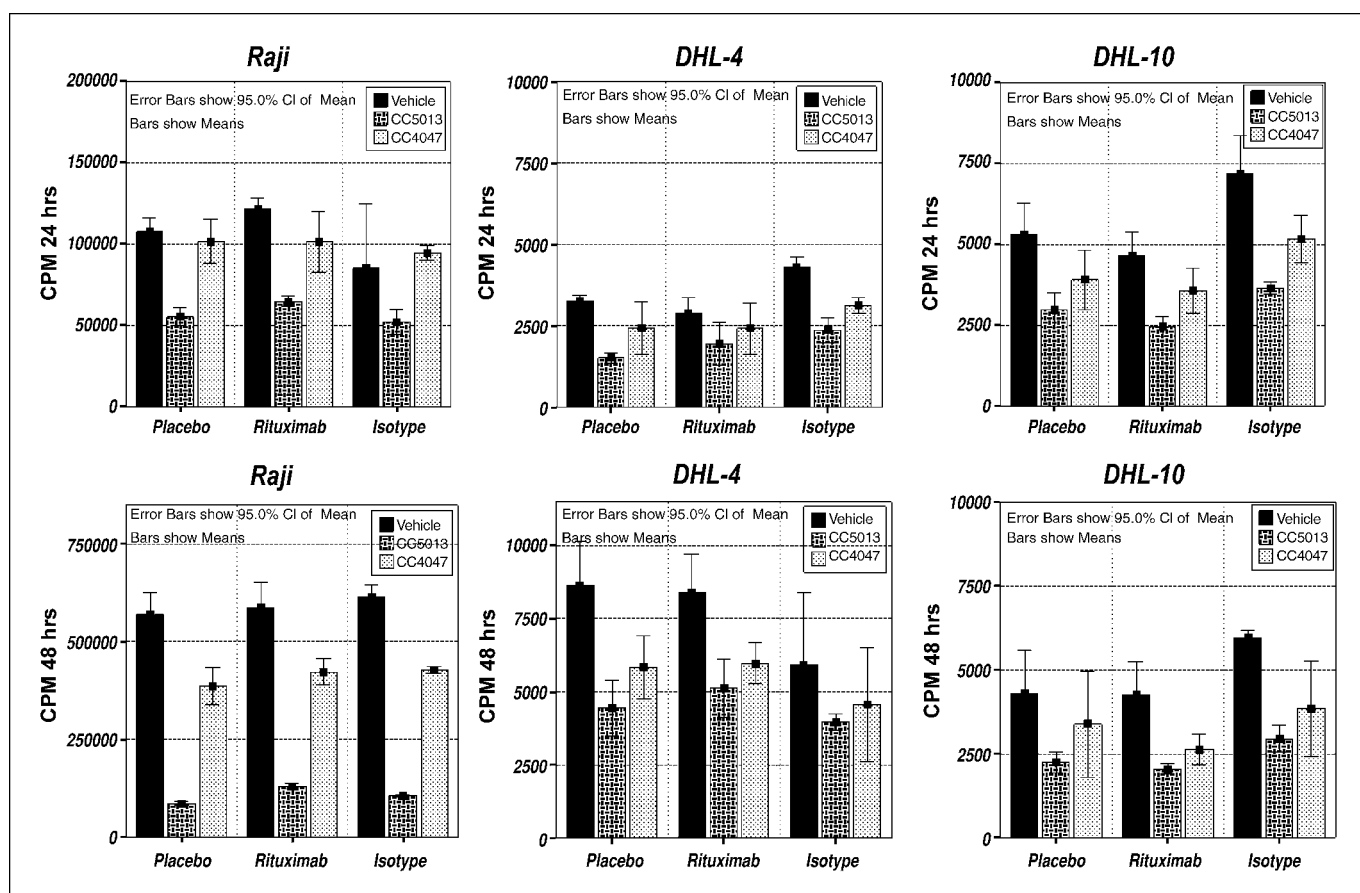 Raji
200000
150000
100000
50000
0
CPM 24 hrs
Error Bars show 95.0% CI of Mean
Bars show Means
Vehicle
CC5013
CC4047
Placebo
Rituximab
Isotype
DHL-4
10000
7500
5000
2500
0
CPM 24 hrs
Error Bars show 95.0% CI of Mean
Bars show Means
Vehicle
CC5013
CC4047
Placebo
Rituximab
Isotype
DHL-10
10000
7500
5000
2500
0
CPM 24 hrs
Error Bars show 95.0% CI of Mean
Bars show Means
Vehicle
CC5013
CC4047
Placebo
Rituximab
Isotype
Raji
750000
500000
250000
0
CPM 48 hrs
Error Bars show 95.0% CI of Mean
Bars show Means
Vehicle
CC5013
CC4047
Placebo
Rituximab
Isotype
DHL-4
10000
7500
5000
2500
0
CPM 48 hrs
Error Bars show 95.0% CI of Mean
Bars show Means
Vehicle
CC5013
CC4047
Placebo
Rituximab
Isotype
DHL-10
10000
7500
5000
2500
0
CPM 48 hrs
Error Bars show 95.0% CI of Mean
Bars show Means
Vehicle
CC5013
CC4047
Placebo
Rituximab
Isotype